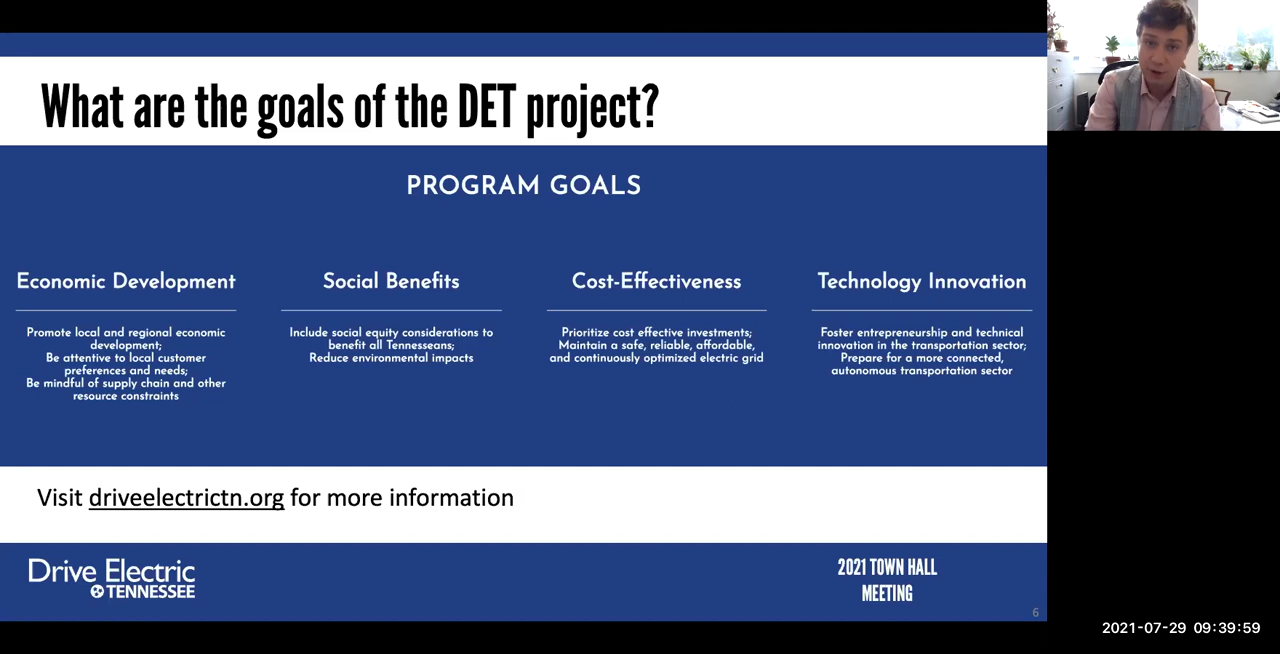 What are the goals of the DET project?
PROGRAM GOALS
Economic Development
Promote local and regional economic
development;
Be attentive to local customer
preferences and needs;
Be mindful of supply chain and other
resource constraints
Social Benefits
Include social equity considerations to
benefit all Tennesseans;
Reduce environmental impacts
Cost-Effectiveness
Prioritize cost effective investments;
Maintain a safe, reliable, affordable,
and continuously optimized electric grid
Technology Innovation
Foster entrepreneurship and technical
innovation in the transportation sector;
Prepare for a more connected,
autonomous transportation sector
Visit driveelectrictn.org for more information
Drive Electric
TENNESSEE
2021 TOWN HALL
MEETING
6
2021-07-29 09:39:59